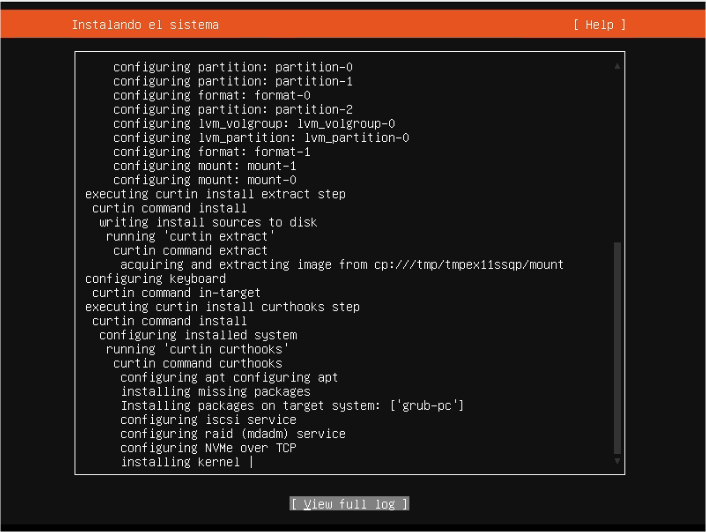 Instalando el sistema [ Help ]
configuring partition: partition-0
configuring partition: partition-1
configuring format: format-0
configuring partition: partition-2
configuring lvm_volgroup: lvm_volgroup-0
configuring lvm_partition: lvm_partition-0
configuring format: format-1
configuring mount: mount-1
configuring mount: mount-0
executing curtin install extract step
curtin command install
writing install sources to disk
running 'curtin extract'
curtin command extract
acquiring and extracting image from cp:///tmp/tmpex11ssqp/mount
configuring keyboard
curtin command in-target
executing curtin install curthooks step
curtin command install
configuring installed system
running 'curtin curthooks'
curtin command curthooks
configuring apt configuring apt
installing missing packages
Installing packages on target system: ['grub-pc']
configuring iscsi service
configuring raid (mdadm) service
configuring NVMe over TCP
installing kernel |
[ View full log ]